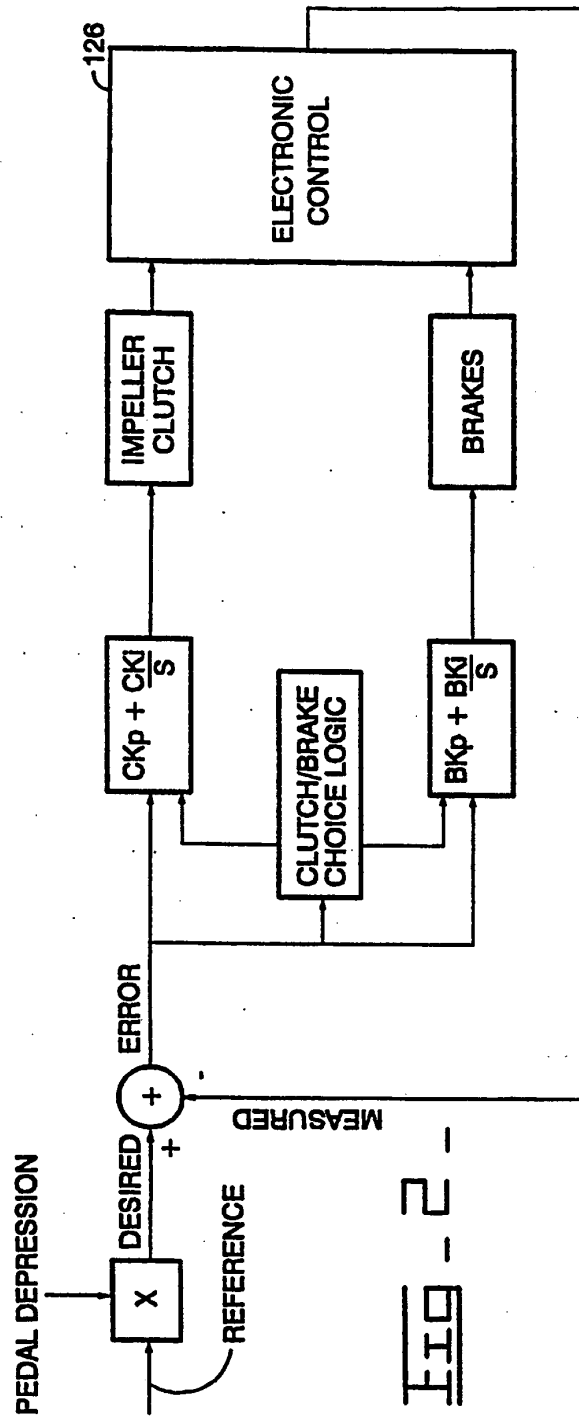 PEDAL DEPRESSION
X
REFERENCE
DESIRED
+
+
-
MEASURED
ERROR
CKp + CKi
S
CLUTCH/BRAKE
CHOICE LOGIC
BKp + BKi
S
IMPELLER
CLUTCH
BRAKES
126
ELECTRONIC
CONTROL
Fig - 2 -